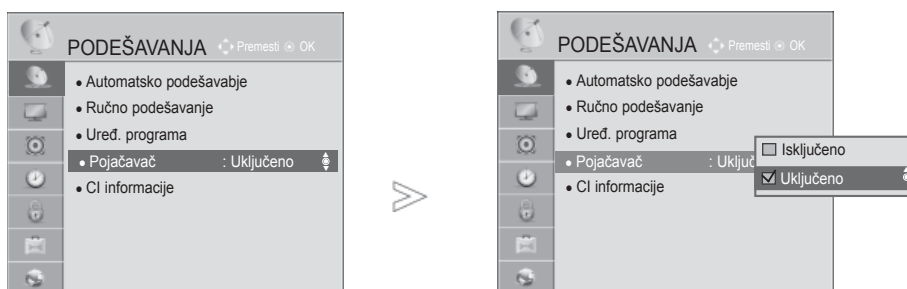 PODEŠAVANJA Premesti OK
• Automatsko podešavabje
• Ručno podešavanje
• Uređ. programa
• Pojačavač : Uključeno
• CI informacije
PODEŠAVANJA Premesti OK
• Automatsko podešavabje
• Ručno podešavanje
• Uređ. programa
• Pojačavač : Uključ
• CI informacije
Isključeno
Uključeno